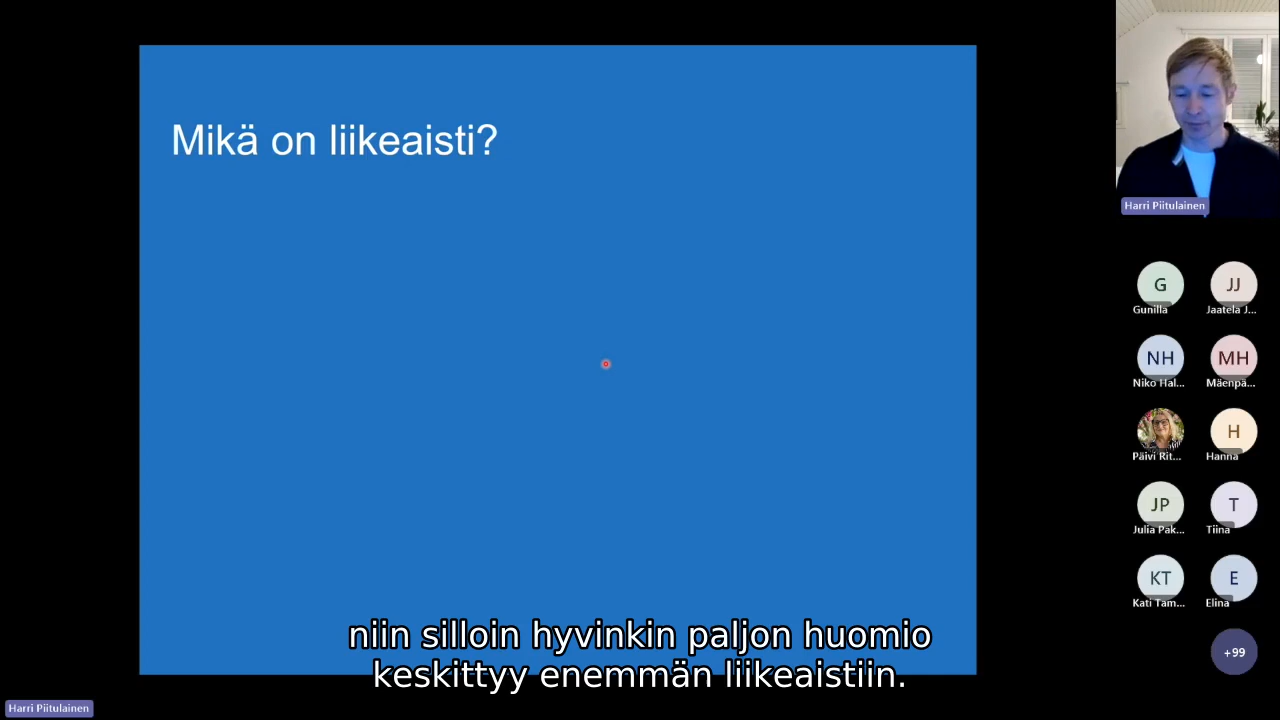 Mikä on liikeaisti?
niin silloin hyvinkin paljon huomio
keskittyy enemmän liikeaistiin.
Harri Piitulainen
Harri Piitulainen
G
Gunilla
JJ
Jaatela J...
NH
Niko Hal...
MH
Mäenpä...
Päivi Rit...
H
Hanna
JP
Julia Pak...
T
Tiina
KT
Kati Tam...
E
Elina
+99